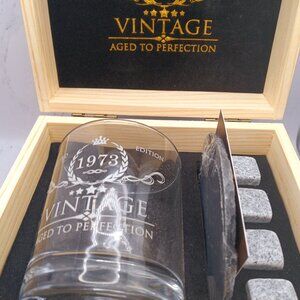 VINTAGE
AGED TO PERFECTION
EDITION
1973
VINTAGE
AGED TO PERFECTION